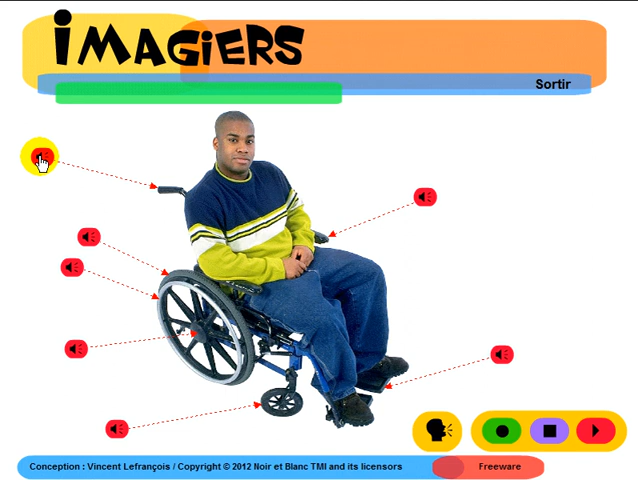 iMAGiERS
Sortir
Conception : Vincent Lefrançois / Copyright © 2012 Noir et Blanc TMI and its licensors
Freeware